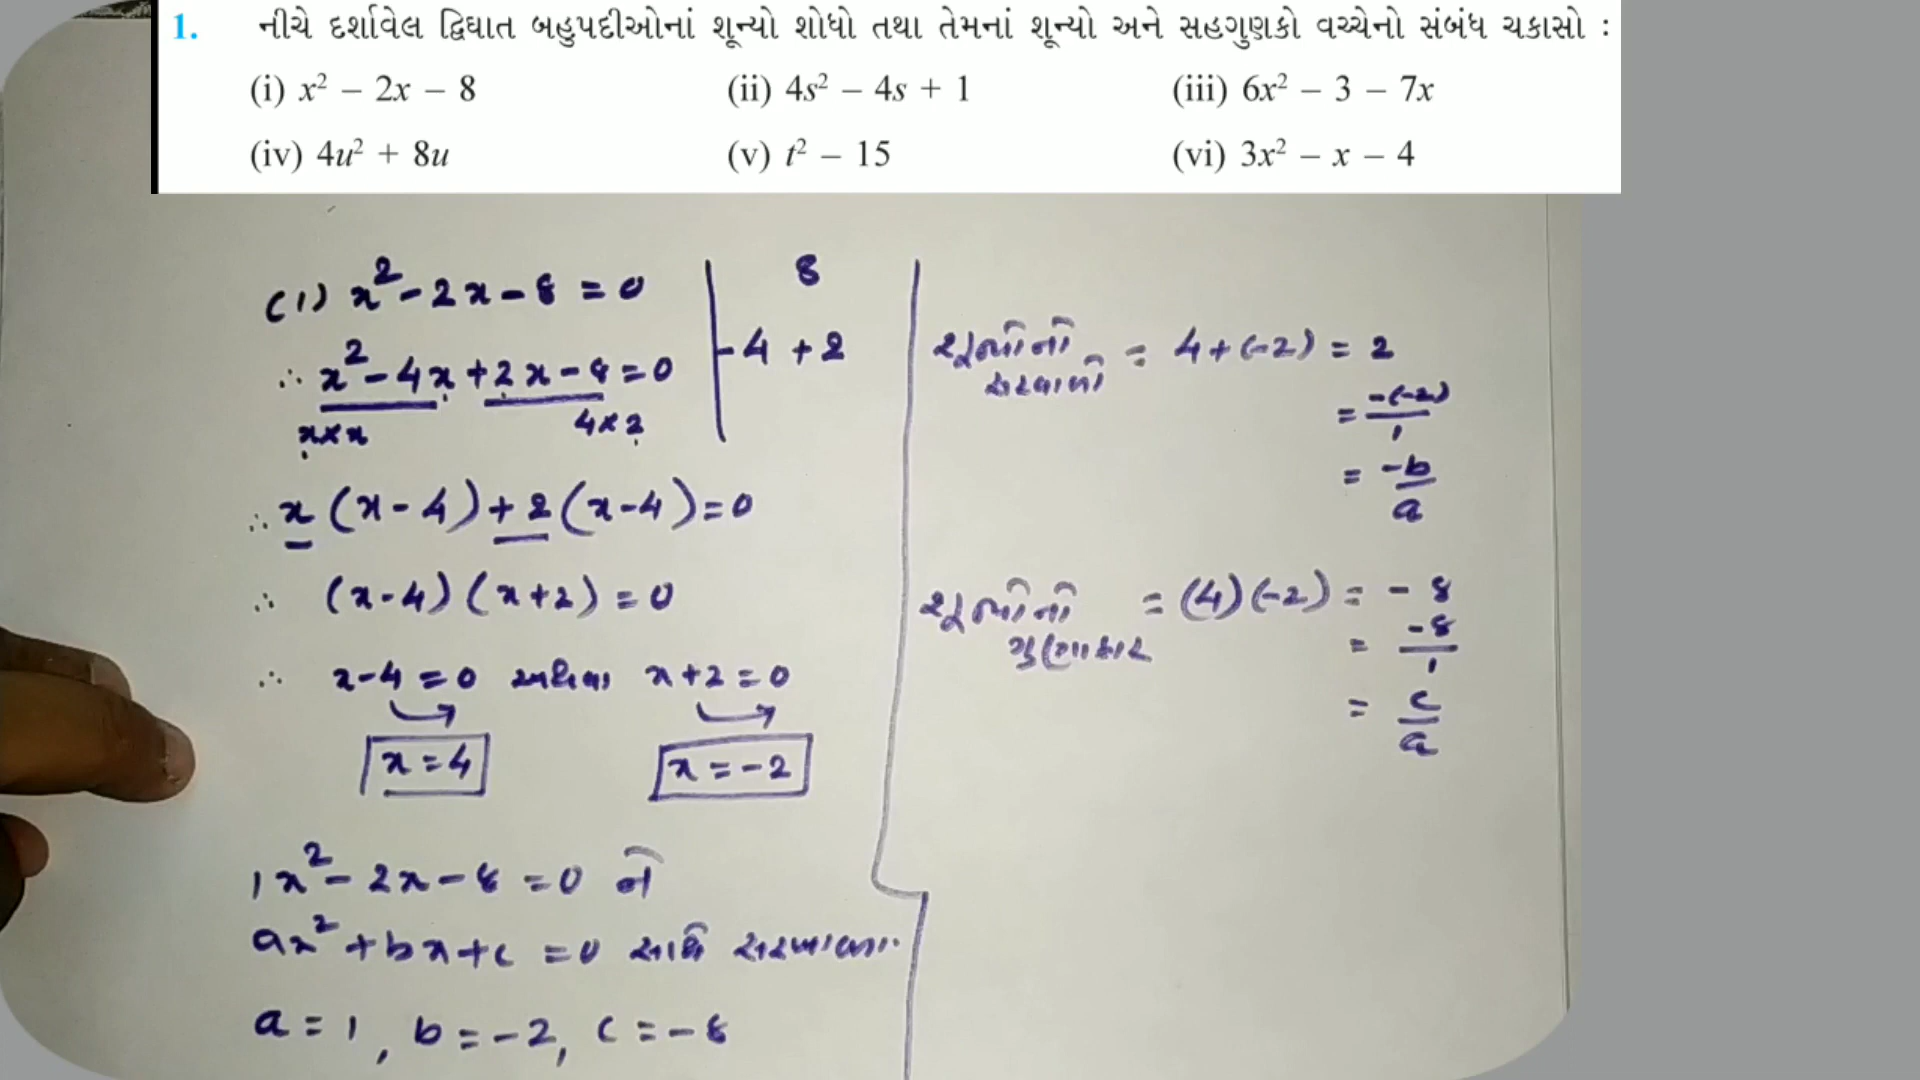 1. નીચે દર્શાવેલ દ્વિઘાત બહુપદીઓનાં શૂન્યો શોધો તથા તેમનાં શૂન્યો અને સહગુણકો વચ્ચેનો સંબંધ ચકાસો :
(i) x² – 2x – 8 (ii) 4s² – 4s + 1 (iii) 6x² – 3 – 7x
(iv) 4u² + 8u (v) t² – 15 (vi) 3x² – x – 4
(1) x² - 2x - 8 = 0
∴ x² - 4x + 2x - 8 = 0
x × x 4 × 2
∴ x (x - 4) + 2 (x - 4) = 0
∴ (x - 4) (x + 2) = 0
∴ x - 4 = 0 અથવા x + 2 = 0
x = 4 x = -2
1x² - 2x - 8 = 0 ને
ax² + bx + c = 0 સાથે સરખાવતા
a = 1, b = -2, c = -8
8
-4 + 2
શૂન્યોનો સરવાળો = 4 + (-2) = 2
= -(-2)/1
= -b/a
શૂન્યોનો ગુણાકાર = (4) (-2) = -8
= -8/1
= c/a